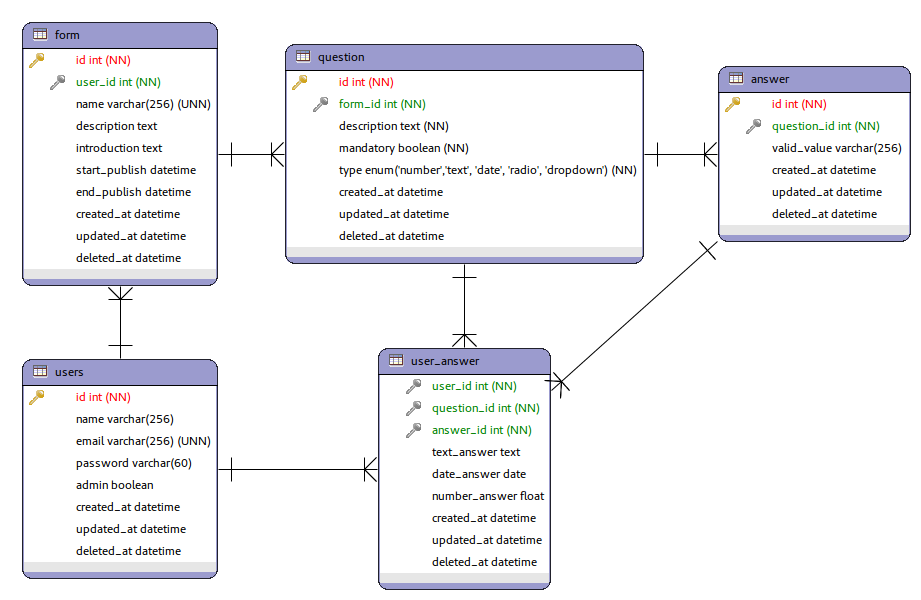 form
id int (NN)
user_id int (NN)
name varchar(256) (UNN)
description text
introduction text
start_publish datetime
end_publish datetime
created_at datetime
updated_at datetime
deleted_at datetime
question
id int (NN)
form_id int (NN)
description text (NN)
mandatory boolean (NN)
type enum('number','text', 'date', 'radio', 'dropdown') (NN)
created_at datetime
updated_at datetime
deleted_at datetime
answer
id int (NN)
question_id int (NN)
valid_value varchar(256)
created_at datetime
updated_at datetime
deleted_at datetime
users
id int (NN)
name varchar(256)
email varchar(256) (UNN)
password varchar(60)
admin boolean
created_at datetime
updated_at datetime
deleted_at datetime
user_answer
user_id int (NN)
question_id int (NN)
answer_id int (NN)
text_answer text
date_answer date
number_answer float
created_at datetime
updated_at datetime
deleted_at datetime